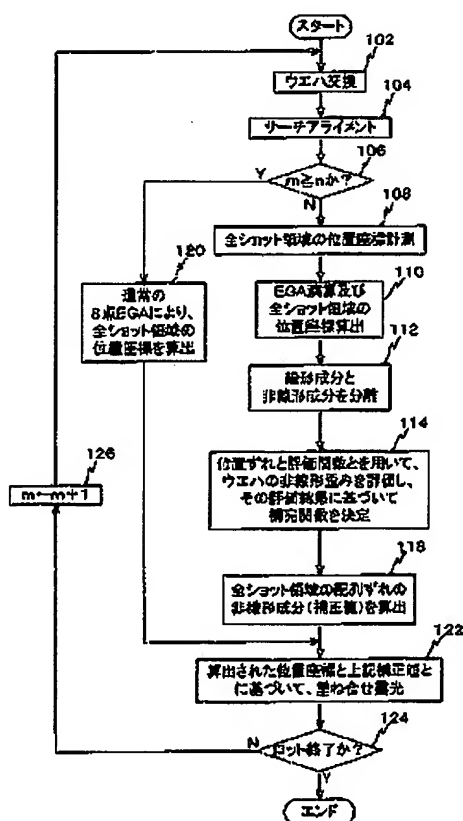 スタート
102
ウエハ交換
104
サーチアライメント
106
m≧nか?
Y
N
108
全ショット領域の位置座標計測
120
通常の
8点EGAにより、
全ショット領域の
位置座標を算出
110
EGA演算及び
全ショット領域の
位置座標算出
112
線形成分と
非線形成分を分離
114
位置ずれと評価関数とを用いて、
ウエハの非線形歪みを評価し、
その評価結果に基づいて
補完関数を決定
126
m←m+1
118
全ショット領域の配列ずれの
非線形成分(補正値)を算出
122
算出された位置座標と上記補正値と
に基づいて、重ね合せ露光
124
ロット終了か?
N
Y
エンド